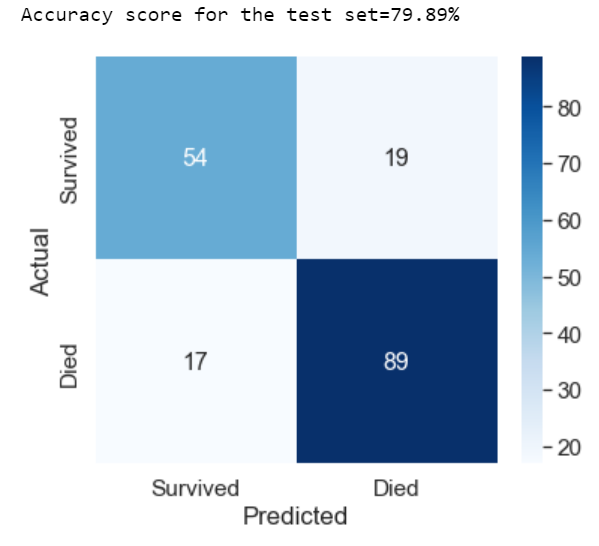 Accuracy score for the test set=79.89%
Survived
54
19
Died
17
89
Actual
Survived
Died
Predicted
80
70
60
50
40
30
20